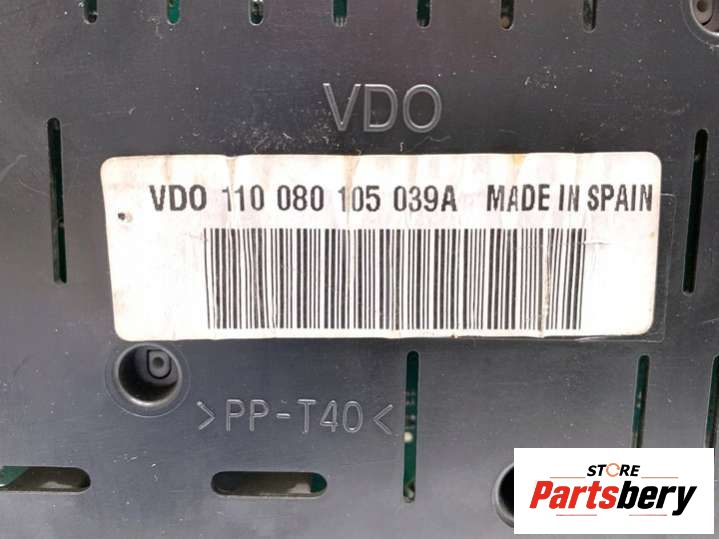 VDO
VDO 110 080 105 039A MADE IN SPAIN
>PP-T40<
STORE
Partsbery